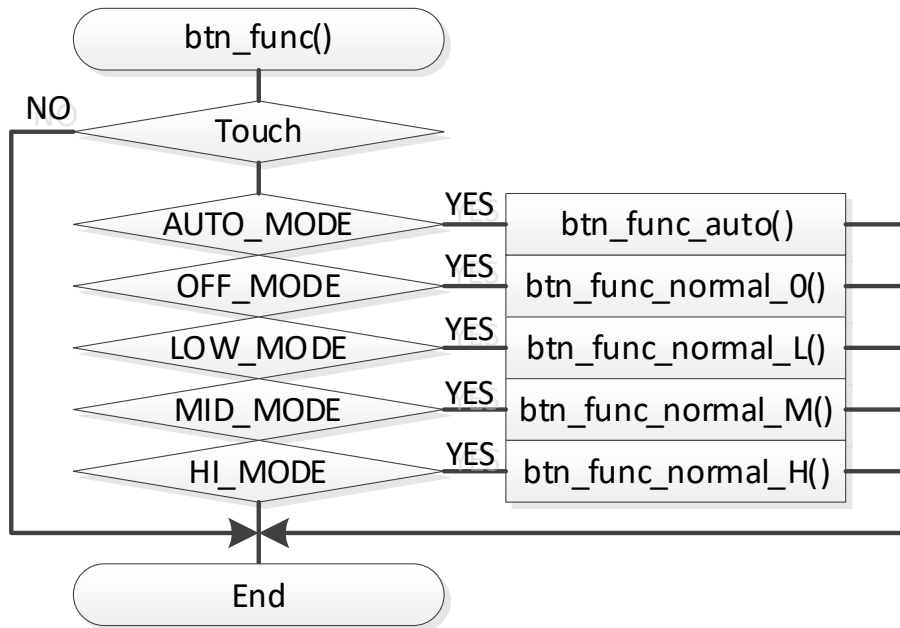 btn_func()
NO
Touch
AUTO_MODE YES btn_func_auto()
OFF_MODE YES btn_func_normal_0()
LOW_MODE YES btn_func_normal_L()
MID_MODE YES btn_func_normal_M()
HI_MODE YES btn_func_normal_H()
End